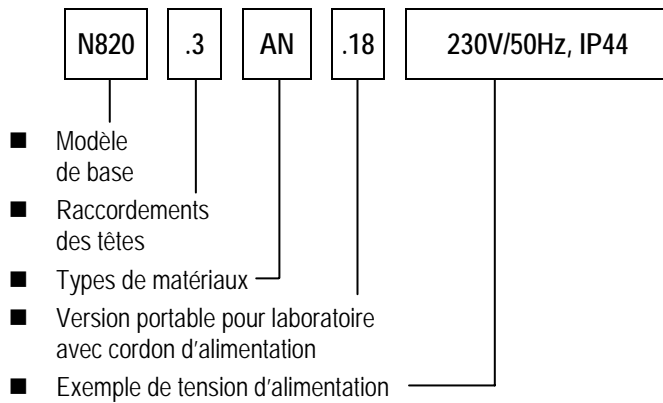 N820 .3 AN .18 230V/50Hz, IP44
■ Modèle
de base
■ Raccordements
des têtes
■ Types de matériaux
■ Version portable pour laboratoire
avec cordon d'alimentation
■ Exemple de tension d'alimentation